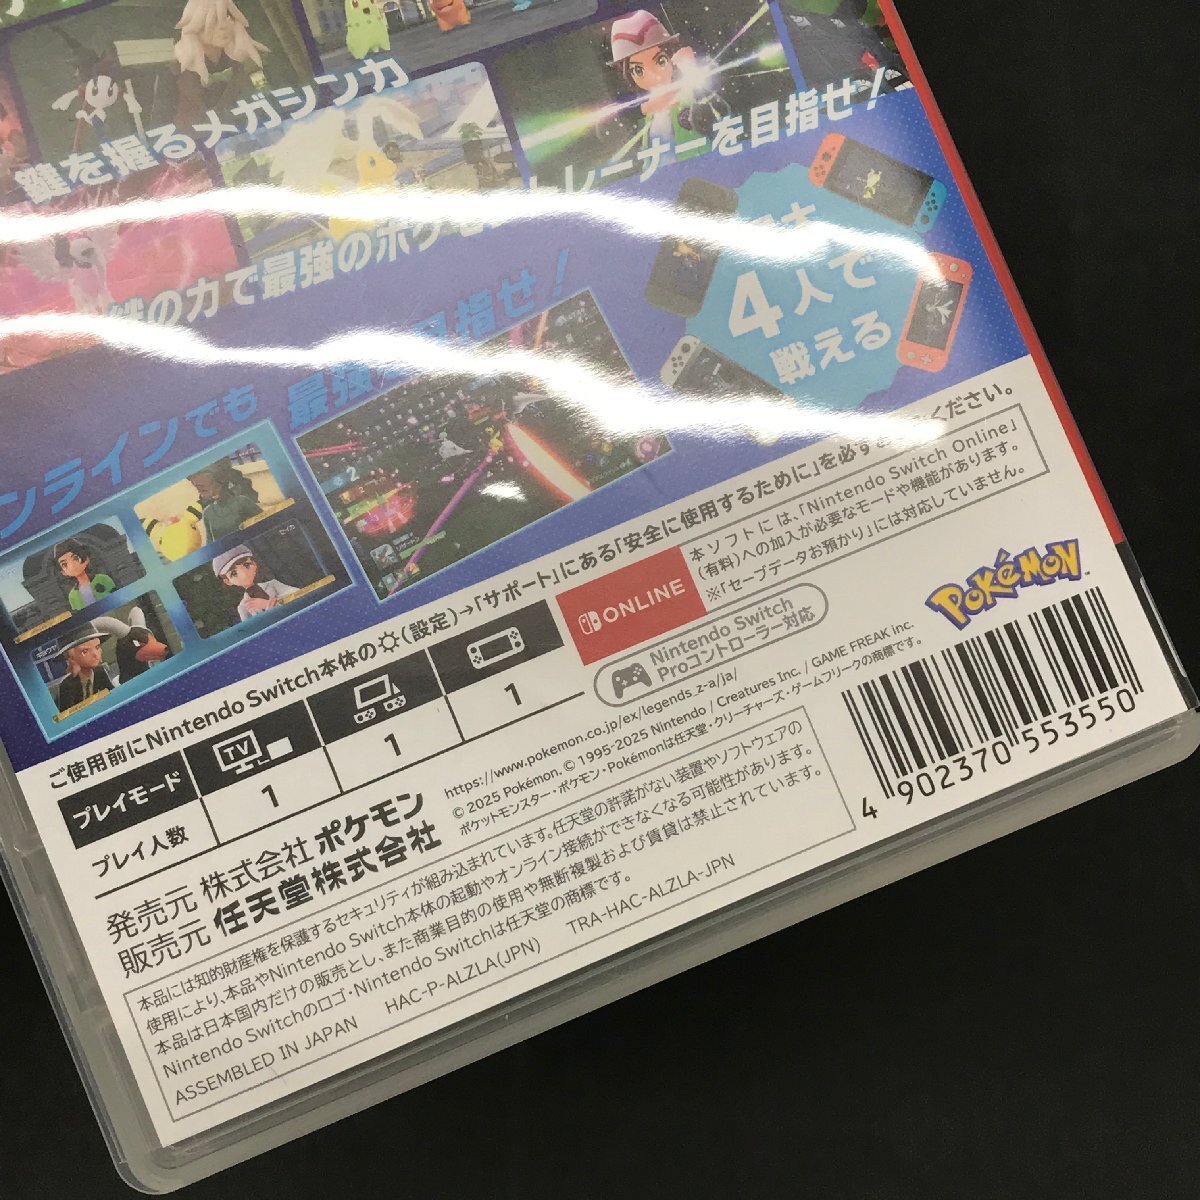 鍵を握るメガシンカ
の力で最強のポケモントレーナーを目指せ！
ンラインでも 最強を目指せ！
4人で
戦える
セイカ
ご使用前にNintendo Switch本体の(設定)→「サポート」にある「安全に使用するために」を必ず ください。
プレイモード TV
プレイ人数 1 1 1
ONLINE
本ソフトには、「Nintendo Switch Online」
(有料)への加入が必要なモードや機能があります。
※「セーブデータお預かり」には対応していません。
Nintendo Switch
Proコントローラー対応
POKéMON
発売元 株式会社 ポケモン
販売元 任天堂株式会社
https://www.pokemon.co.jp/ex/legends_z-a/ja/
© 2025 Pokémon. © 1995-2025 Nintendo / Creatures Inc. / GAME FREAK inc.
ポケットモンスター・ポケモン・Pokémonは任天堂・クリーチャーズ・ゲームフリークの商標です。
4 902370 553550
本品には知的財産権を保護するセキュリティが組み込まれています。任天堂の許諾がない装置やソフトウェアの
使用により、本品やNintendo Switch本体の起動やオンライン接続ができなくなる可能性があります。
本品は日本国内だけの販売とし、また商業目的の使用や無断複製および賃貸は禁止されています。
Nintendo Switchのロゴ・Nintendo Switchは任天堂の商標です。
ASSEMBLED IN JAPAN HAC-P-ALZLA(JPN) TRA-HAC-ALZLA-JPN